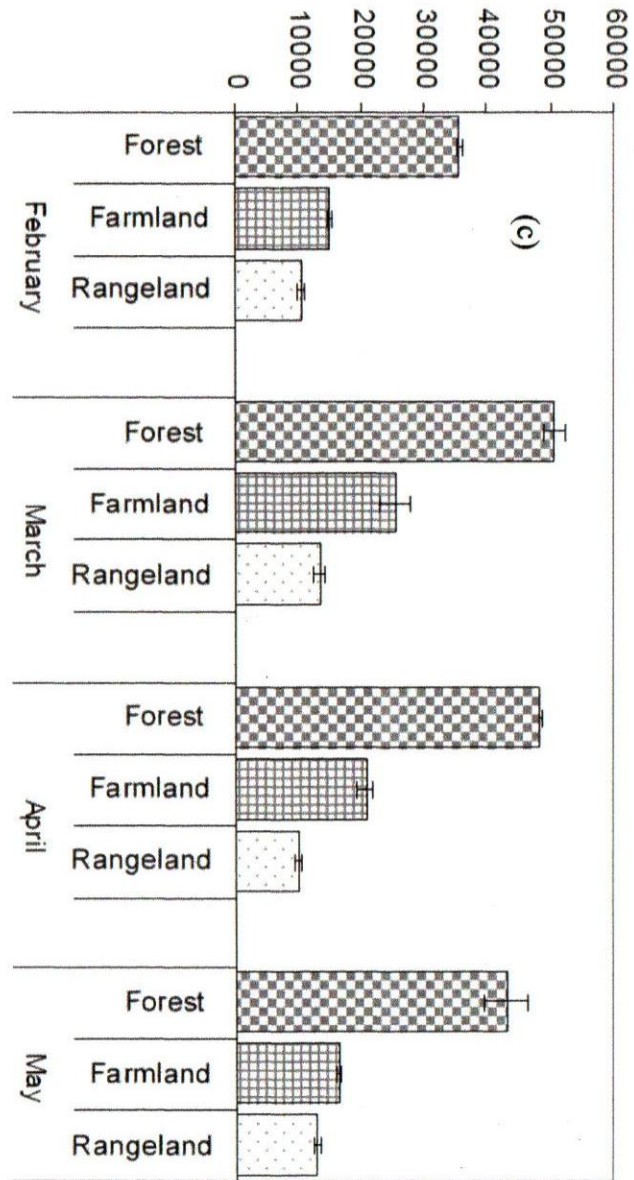 60000
50000
40000
30000
20000
10000
0
(c)
Forest
Farmland
Rangeland
February
Forest
Farmland
Rangeland
March
Forest
Farmland
Rangeland
April
Forest
Farmland
Rangeland
May